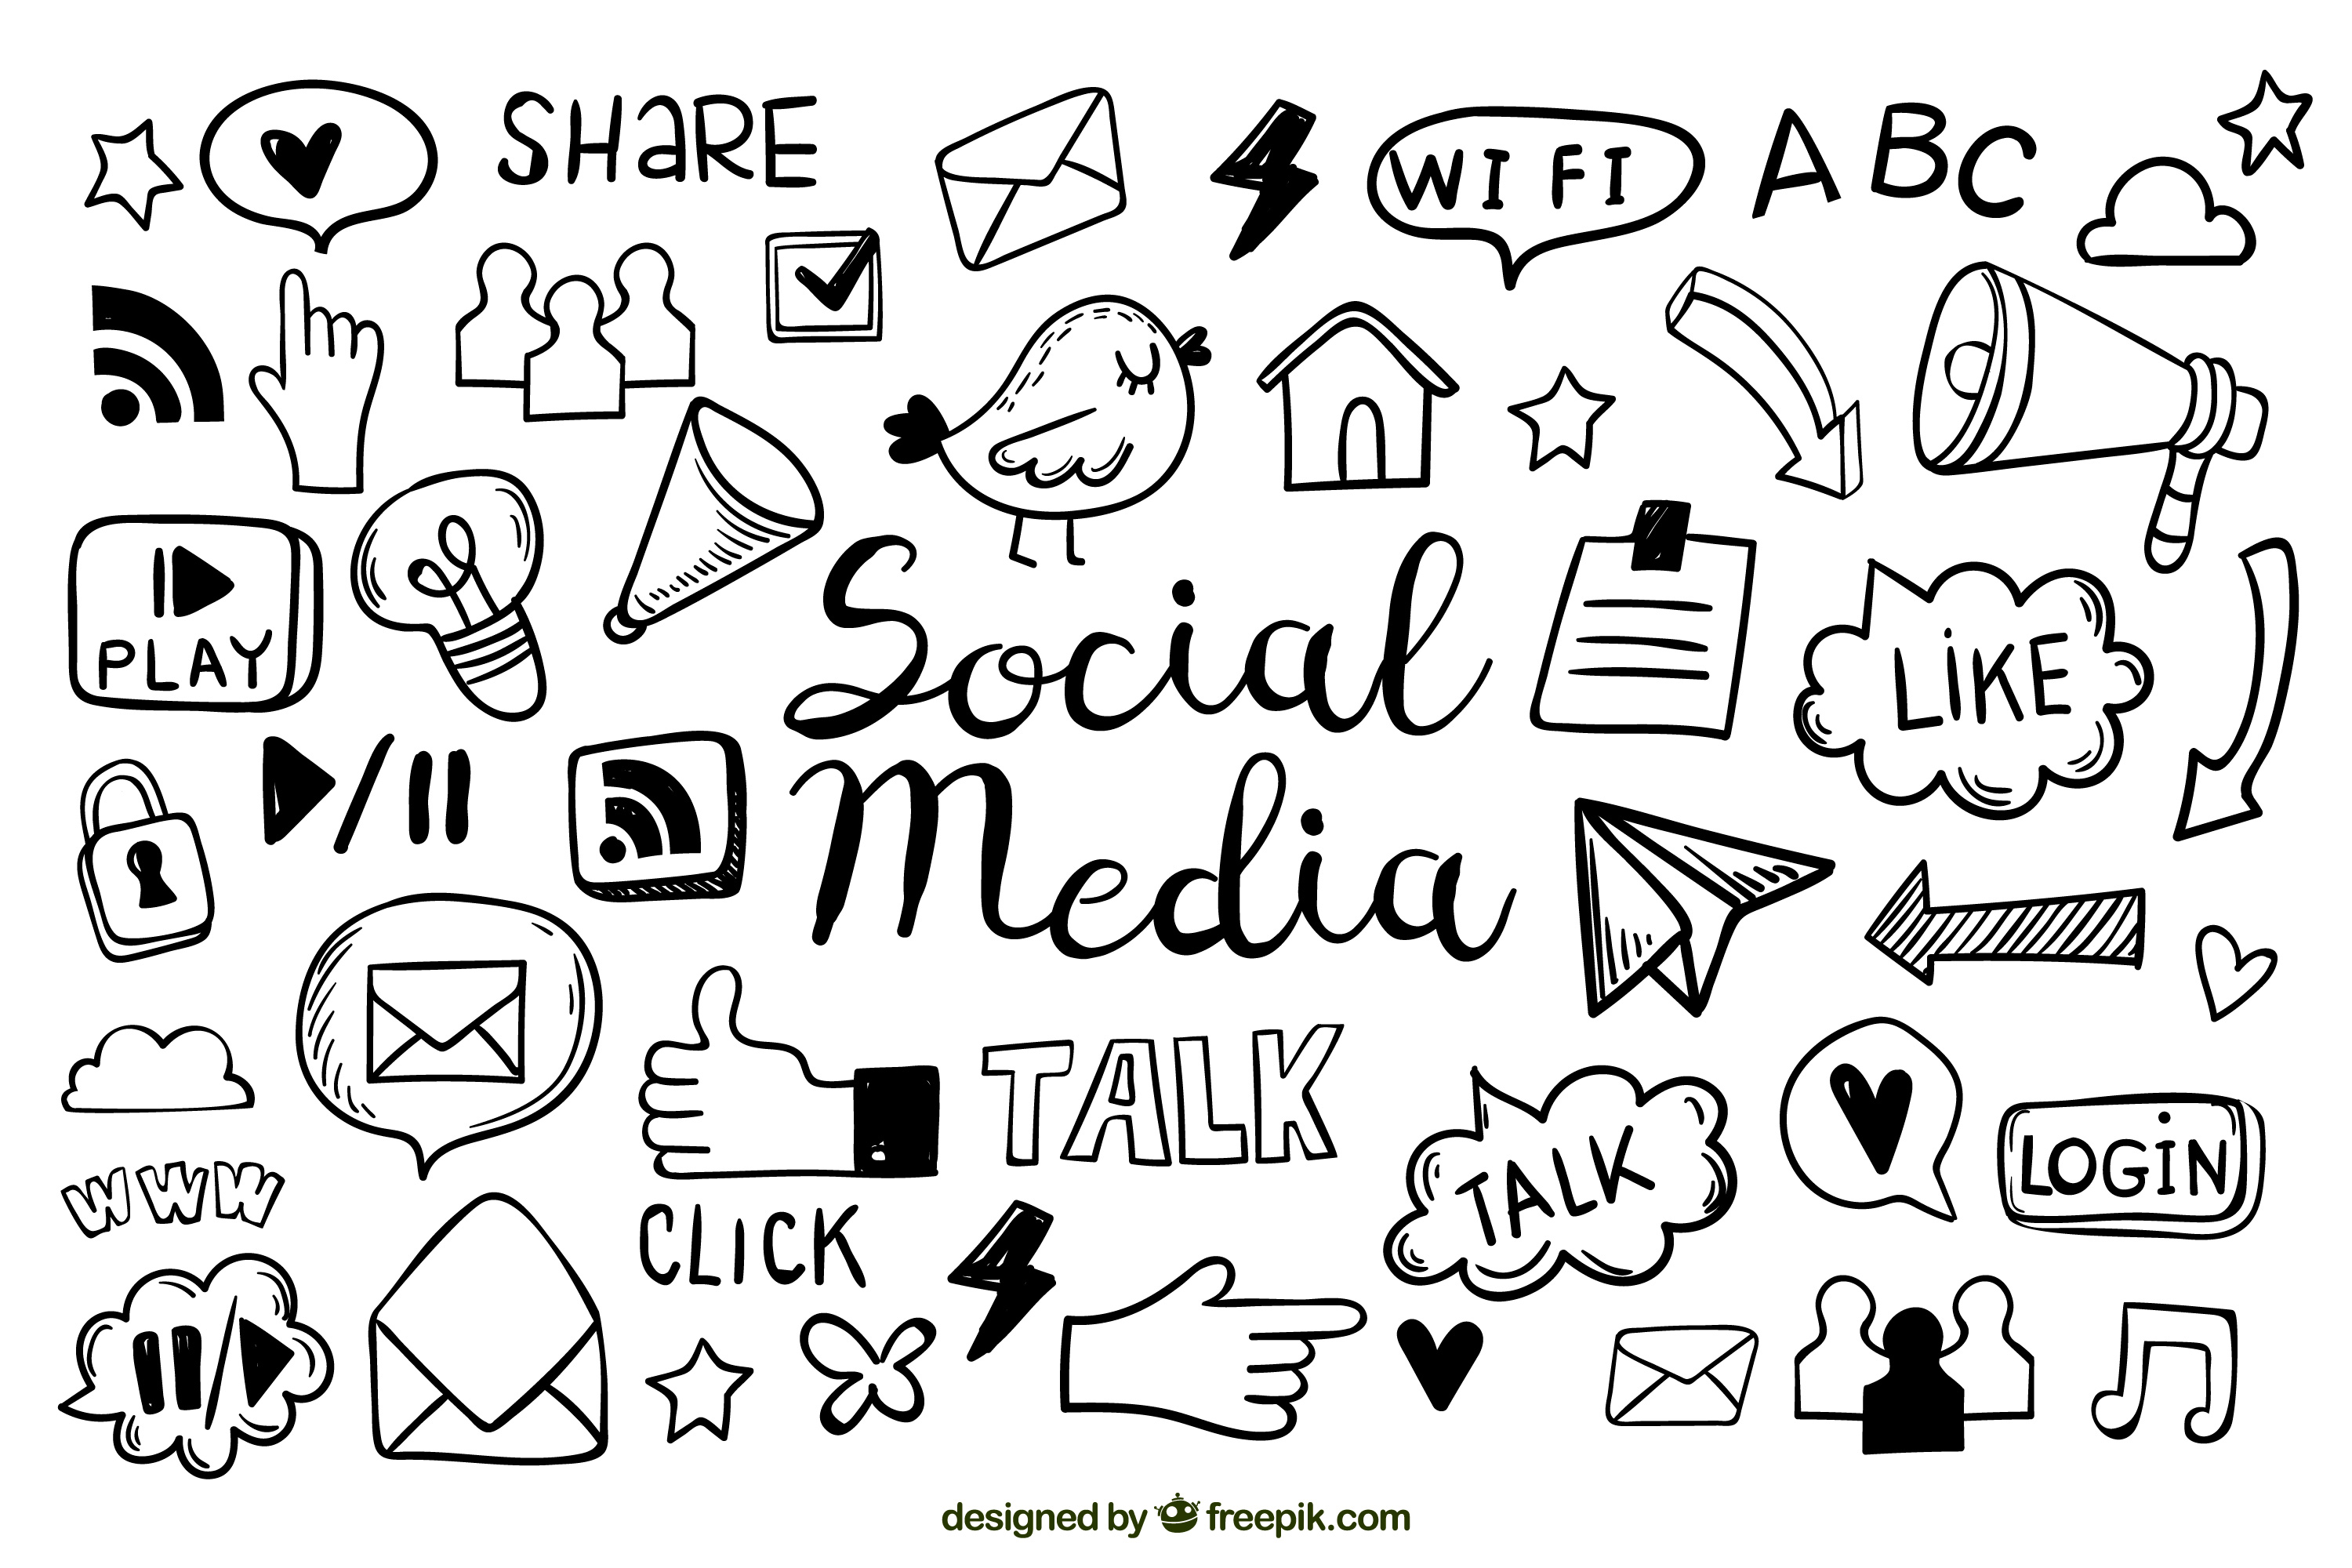 SHARE
WIFI
ABC
PLAY
Social
Media
LIKE
TALK
TALK
LOGIN
WWW
CLICK
designed by freepik.com